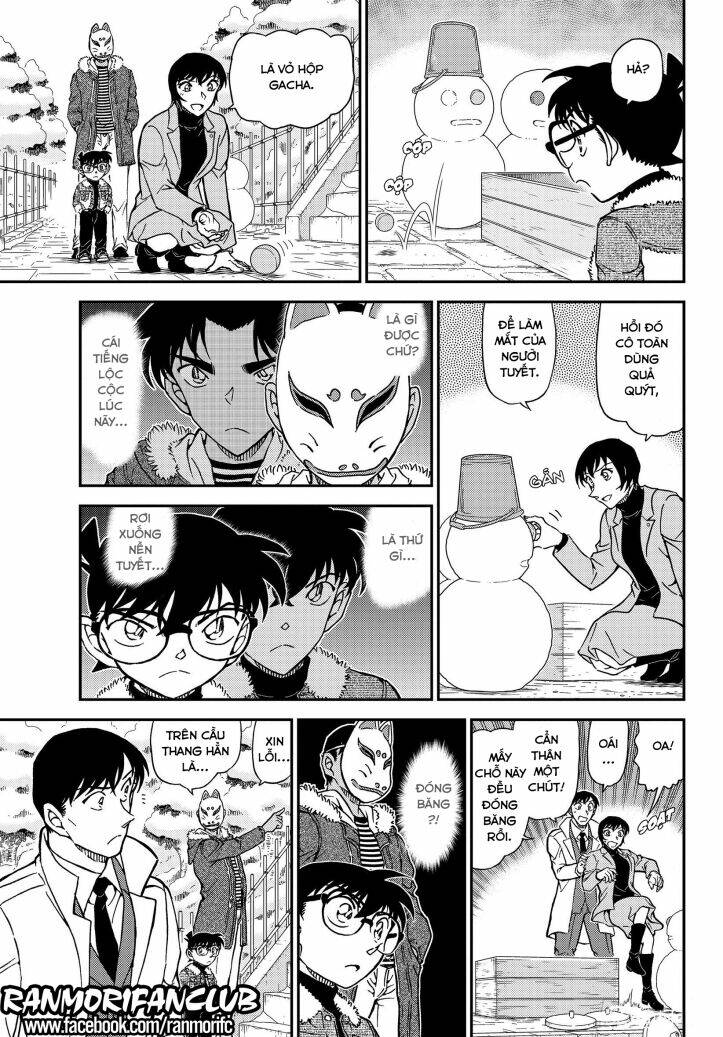 HẢ?
CỘP
CỘP
LÀ VỎ HỘP
GACHA.
HỒI ĐÓ
CÔ TOÀN
DÙNG
QUẢ
QUÝT,
ĐỂ LÀM
MẮT CỦA
NGƯỜI
TUYẾT.
GẮN
LÀ GÌ
ĐƯỢC
CHỨ?
CÁI
TIẾNG
LỘC
CỘC
LÚC
NÃY...
LÀ THỨ
GÌ...
RƠI
XUỐNG
NỀN
TUYẾT...
OA!
OÁI
...
SOẠT
CẨN
THẬN
MỘT
CHÚT!
MẤY
CHỖ NÀY
ĐỀU
ĐÓNG
BĂNG
RỒI.
ĐÓNG
BĂNG
?!
XIN
LỖI...
TRÊN CẦU
THANG HẲN
LÀ...
RANMORIFANCLUB
www.facebook.com/ranmorifc